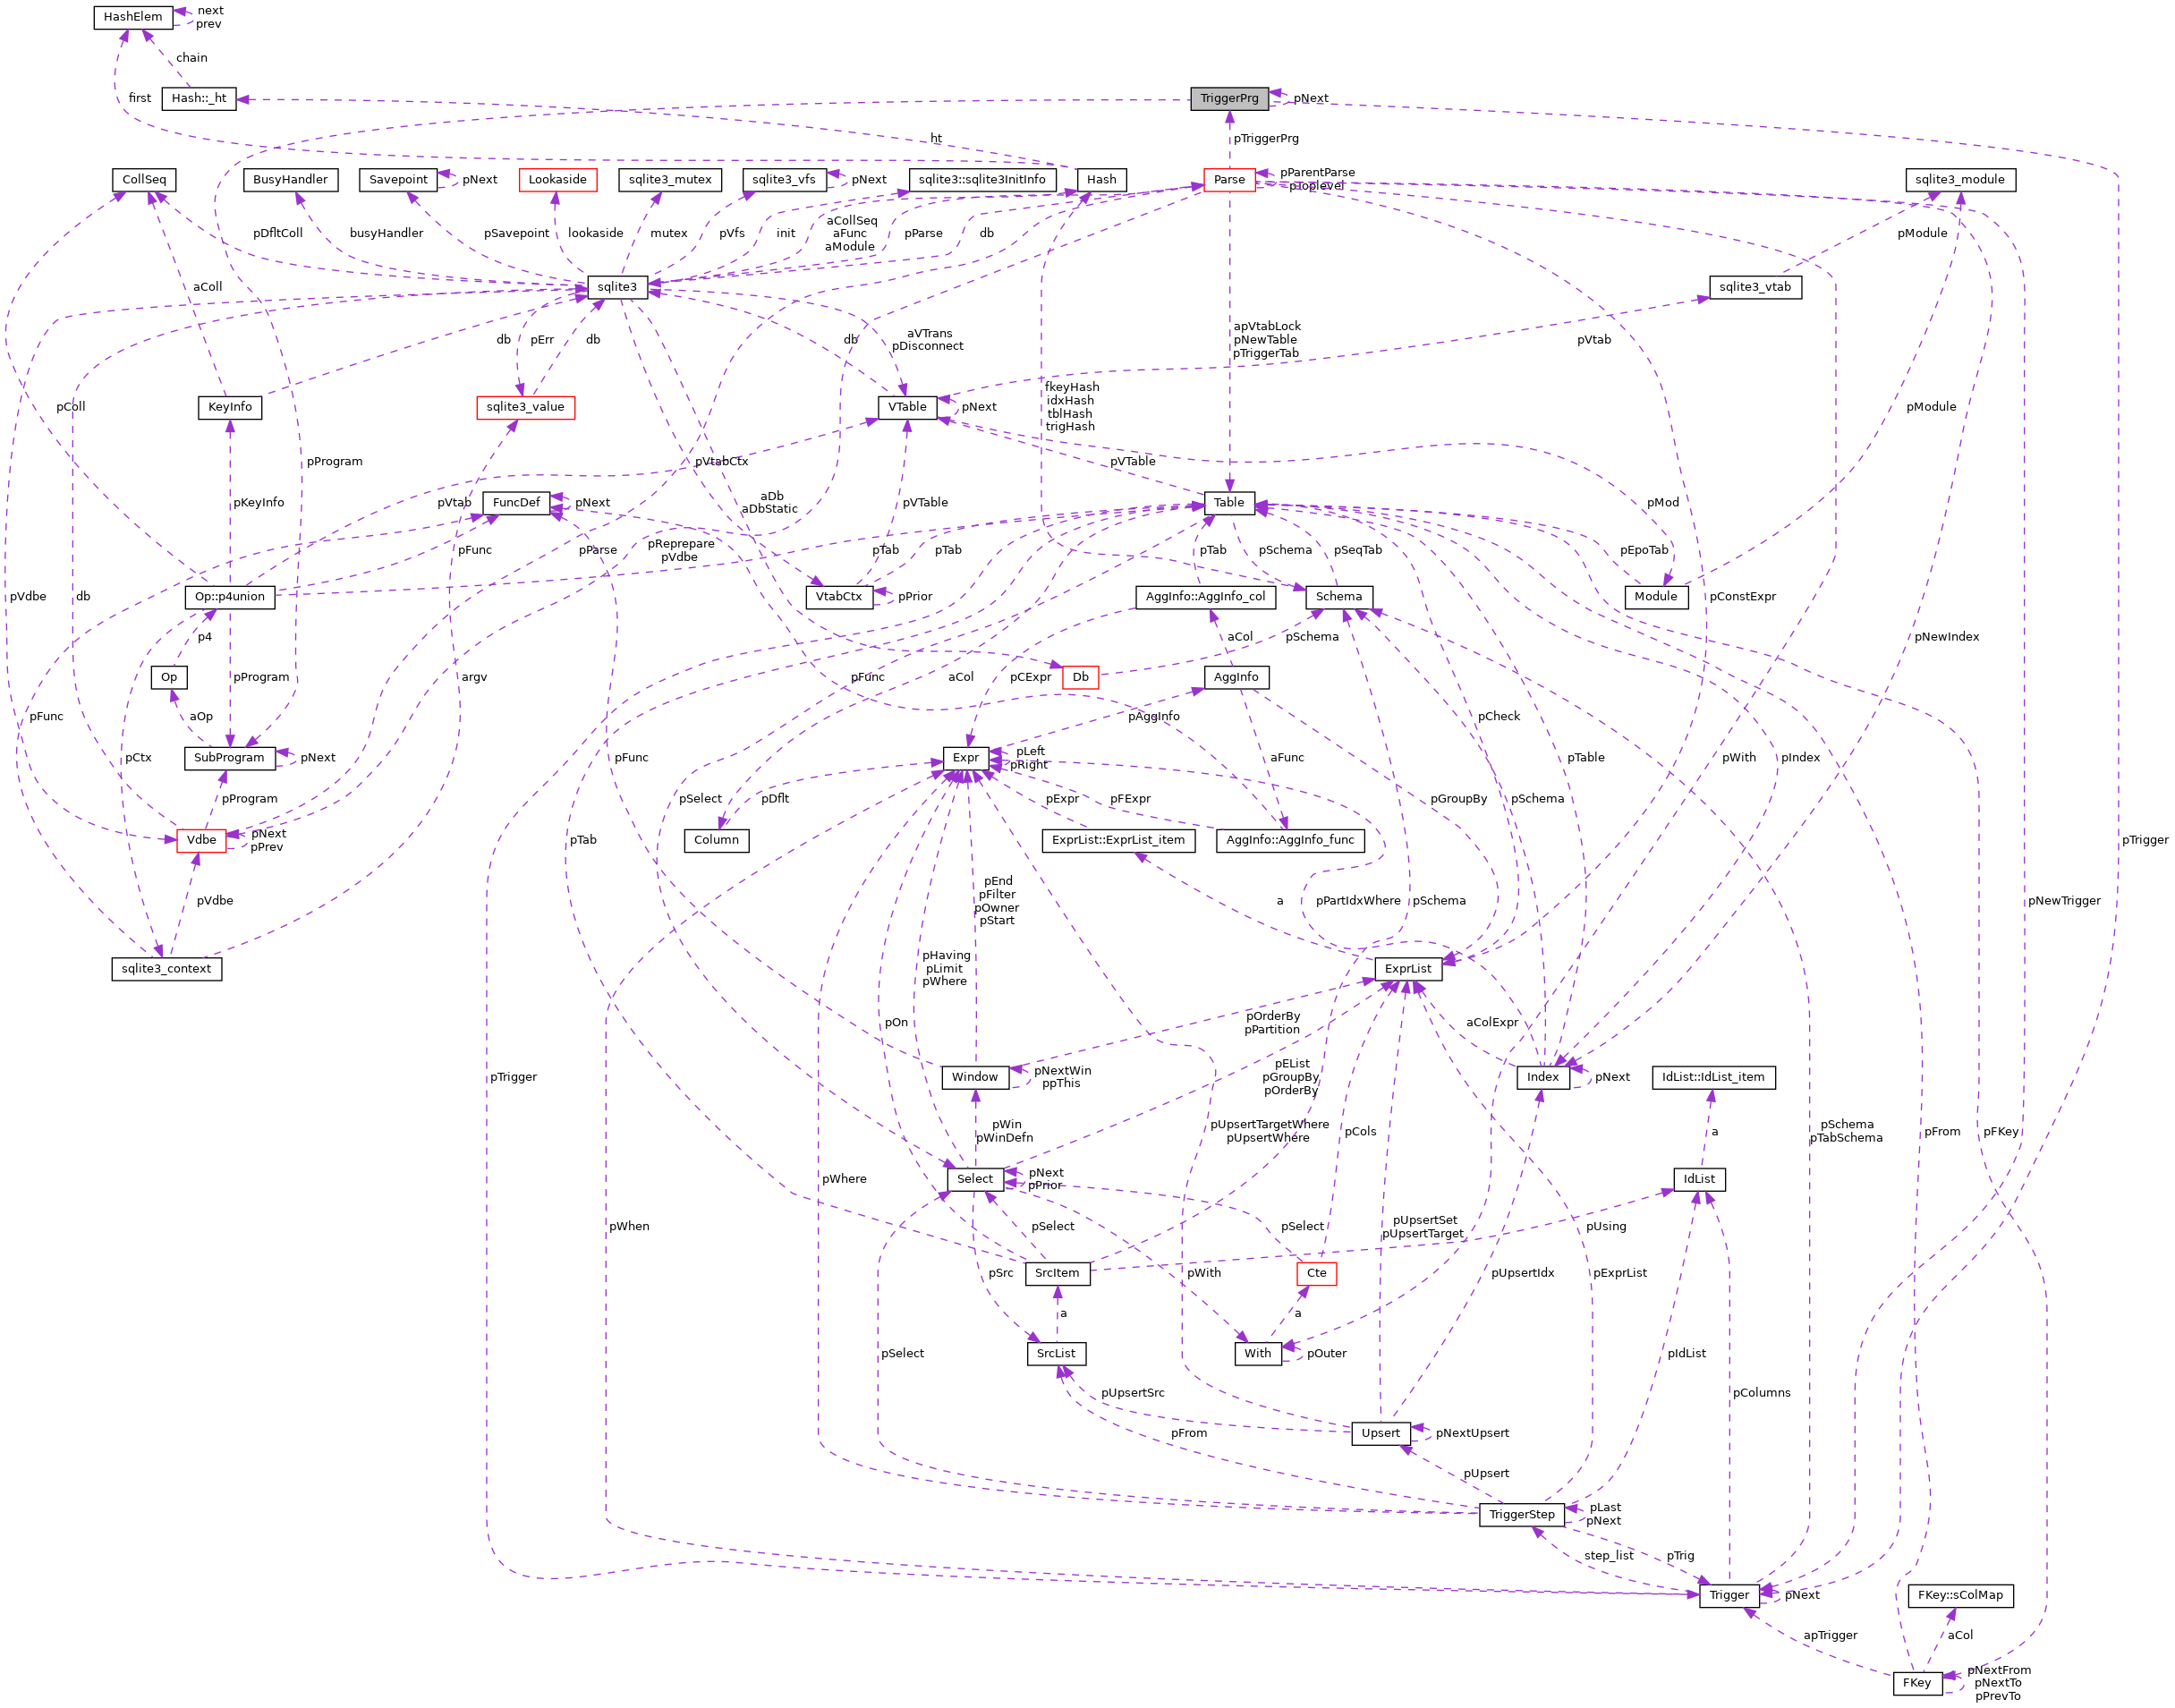 HashElem
next
prev
chain
first
Hash::_ht
TriggerPrg
pNext
ht
pTriggerPrg
CollSeq
BusyHandler
Savepoint
pNext
Lookaside
sqlite3_mutex
sqlite3_vfs
pNext
sqlite3::sqlite3InitInfo
Hash
Parse
pParentParse
pToplevel
sqlite3_module
pDfltColl
busyHandler
pSavepoint
lookaside
mutex
pVfs
init
aCollSeq
aFunc
aModule
pParse
db
pModule
aColl
sqlite3
sqlite3_vtab
db
pErr
db
db
aVTrans
pDisconnect
apVtabLock
pNewTable
pTriggerTab
pVtab
pColl
KeyInfo
sqlite3_value
VTable
pNext
fkeyHash
idxHash
tblHash
trigHash
pModule
pProgram
pVtabCtx
pVTable
pKeyInfo
pVtab
FuncDef
pNext
aDb
aDbStatic
pVTable
Table
pMod
pFunc
pParse
pReprepare
pVdbe
pTab
pTab
pTab
pSchema
pSeqTab
pEpoTab
pVdbe
db
Op::p4union
VtabCtx
pPrior
AggInfo::AggInfo_col
Schema
Module
pConstExpr
p4
aCol
pSchema
pNewIndex
Op
pProgram
argv
pFunc
aCol
pCExpr
Db
AggInfo
pFunc
aOp
pAggInfo
pCheck
pCtx
SubProgram
pNext
pFunc
Expr
pLeft
pRight
aFunc
pTable
pWith
pIndex
pProgram
pSelect
pDflt
pExpr
pFExpr
pGroupBy
pSchema
Vdbe
pNext
pPrev
pTab
Column
ExprList::ExprList_item
AggInfo::AggInfo_func
pTrigger
pVdbe
pEnd
pFilter
pOwner
pStart
a
pPartIdxWhere
pSchema
pNewTrigger
sqlite3_context
pHaving
pLimit
pWhere
ExprList
pOn
pOrderBy
pPartition
aColExpr
pTrigger
Window
pNextWin
ppThis
pEList
pGroupBy
pOrderBy
Index
pNext
IdList::IdList_item
pWin
pWinDefn
pUpsertTargetWhere
pUpsertWhere
pCols
a
pSchema
pTabSchema
pFrom
pFKey
pWhere
Select
pNext
pPrior
IdList
pWhen
pSelect
pSelect
pUpsertSet
pUpsertTarget
pUsing
pSrc
SrcItem
pWith
Cte
pUpsertIdx
pExprList
a
a
pSelect
SrcList
With
pOuter
pIdList
pUpsertSrc
pColumns
pFrom
Upsert
pNextUpsert
pUpsert
TriggerStep
pLast
pNext
step_list
pTrig
Trigger
pNext
FKey::sColMap
apTrigger
aCol
FKey
pNextFrom
pNextTo
pPrevTo